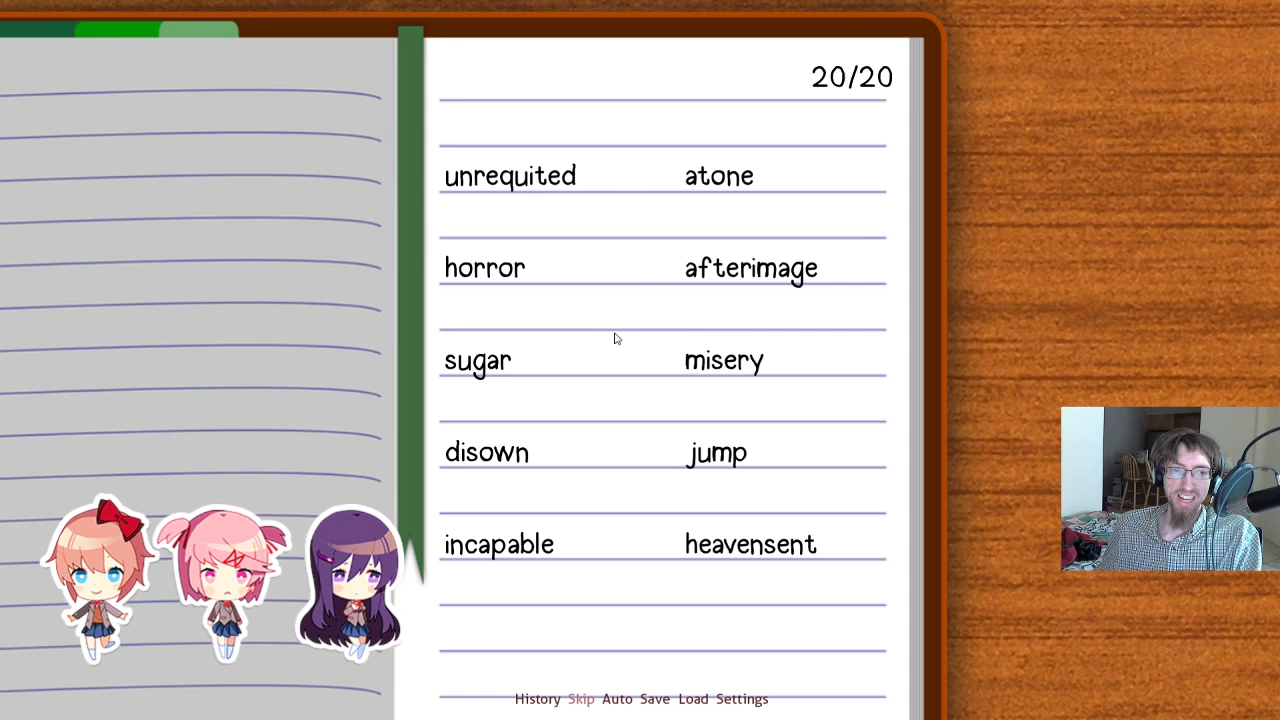 20/20
unrequited atone
horror afterimage
sugar misery
disown jump
incapable heavensent
History Skip Auto Save Load Settings